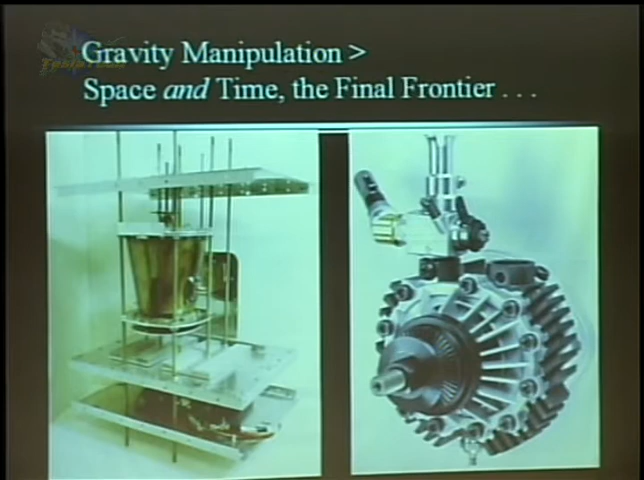 Gravity Manipulation >
Space and Time, the Final Frontier . . .